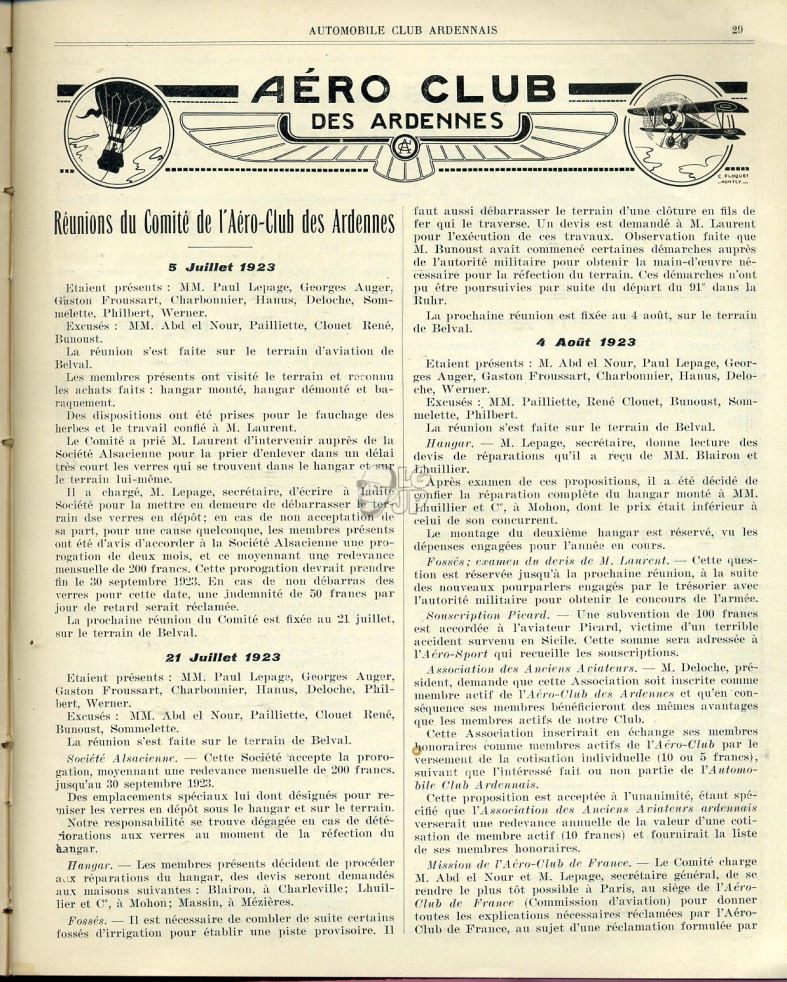 AUTOMOBILE CLUB ARDENNAIS 29
AÉRO CLUB
DES ARDENNES
C. FLOQUET
Réunions du Comité de l'Aéro-Club des Ardennes
5 Juillet 1923
Etaient présents : MM. Paul Lepage, Georges Auger,
Gaston Froussart, Charbonnier, Hanus, Deloche, Som-
melette, Philbert, Werner.
Excusés : MM. Abd el Nour, Pailliette, Clouet René,
Bunoust.
La réunion s'est faite sur le terrain d'aviation de
Belval.
Les membres présents ont visité le terrain et reconnu
les achats faits : hangar monté, hangar démonté et ba-
raquement.
Des dispositions ont été prises pour le fauchage des
herbes et le travail confié à M. Laurent.
Le Comité a prié M. Laurent d'intervenir auprès de la
Société Alsacienne pour la prier d'enlever dans un délai
très court les verres qui se trouvent dans le hangar et sur
le terrain lui-même.
Il a chargé, M. Lepage, secrétaire, d'écrire à ladite
Société pour la mettre en demeure de débarrasser le
rain dse verres en dépôt; en cas de non acceptation de
sa part, pour une cause quelconque, les membres présents
ont été d'avis d'accorder à la Société Alsacienne une pro-
rogation de deux mois, et ce moyennant une redevance
mensuelle de 200 francs. Cette prorogation devrait prendre
fin le 30 septembre 1923. En cas de non débarras des
verres pour cette date, une indemnité de 50 francs par
jour de retard serait réclamée.
La prochaine réunion du Comité est fixée au 21 juillet,
sur le terrain de Belval.
21 Juillet 1923
Etaient présents : MM. Paul Lepage, Georges Auger,
Gaston Froussart, Charbonnier, Hanus, Deloche, Phil-
bert, Werner.
Excusés : MM. Abd el Nour, Pailliette, Clouet René,
Bunoust, Sommelette.
La réunion s'est faite sur le terrain de Belval.
Société Alsacienne. — Cette Société accepte la proro-
gation, moyennant une redevance mensuelle de 200 francs,
jusqu'au 30 septembre 1923.
Des emplacements spéciaux lui dont désignés pour re-
miser les verres en dépôt sous le hangar et sur le terrain.
Notre responsabilité se trouve dégagée en cas de dété-
riorations aux verres au moment de la réfection du
hangar.
Hangar. — Les membres présents décident de procéder
aux réparations du hangar, des devis seront demandés
aux maisons suivantes : Blairon, à Charleville; Lhuil-
lier et Cie, à Mohon; Massin, à Mézières.
Fossés. — Il est nécessaire de combler de suite certains
fossés d'irrigation pour établir une piste provisoire. Il
faut aussi débarrasser le terrain d'une clôture en fils de
fer qui le traverse. Un devis est demandé à M. Laurent
pour l'exécution de ces travaux. Observation faite que
M. Bunoust avait commencé certaines démarches auprès
de l'autorité militaire pour obtenir la main-d'œuvre né-
cessaire pour la réfection du terrain. Ces démarches n'ont
pu être poursuivies par suite du départ du 91e dans la
Ruhr.
La prochaine réunion est fixée au 4 août, sur le terrain
de Belval.
4 Août 1923
Etaient présents : M. Abd el Nour, Paul Lepage, Geor-
ges Auger, Gaston Froussart, Charbonnier, Hanus, Delo-
che, Werner.
Excusés : MM. Pailliette, René Clouet, Bunoust, Som-
melette, Philbert.
La réunion s'est faite sur le terrain de Belval.
Hangar. — M. Lepage, secrétaire, donne lecture des
devis de réparations qu'il a reçu de MM. Blairon et
Lhuillier.
Après examen de ces propositions, il a été décidé de
confier la réparation complète du hangar monté à MM.
Lhuillier et Cie, à Mohon, dont le prix était inférieur à
celui de son concurrent.
Le montage du deuxième hangar est réservé, vu les
dépenses engagées pour l'année en cours.
Fossés; examen du devis de M. Laurent. — Cette ques-
tion est réservée jusqu'à la prochaine réunion, à la suite
des nouveaux pourparlers engagés par le trésorier avec
l'autorité militaire pour obtenir le concours de l'armée.
Souscription Picard. — Une subvention de 100 francs
est accordée à l'aviateur Picard, victime d'un terrible
accident survenu en Sicile. Cette somme sera adressée à
l'Aéro-Sport qui recueille les souscriptions.
Association des Anciens Aviateurs. — M. Deloche, pré-
sident, demande que cette Association soit inscrite comme
membre actif de l'Aéro-Club des Ardennes et qu'en con-
séquence ses membres bénéficieront des mêmes avantages
que les membres actifs de notre Club.
Cette Association inscrirait en échange ses membres
honoraires comme membres actifs de l'Aéro-Club par le
versement de la cotisation individuelle (10 ou 5 francs),
suivant que l'intéressé fait ou non partie de l'Automo-
bile Club Ardennais.
Cette proposition est acceptée à l'unanimité, étant spé-
cifié que l'Association des Anciens Aviateurs ardennais
verserait une redevance annuelle de la valeur d'une coti-
sation de membre actif (10 francs) et fournirait la liste
de ses membres honoraires.
Mission de l'Aéro-Club de France. — Le Comité charge
M. Abd el Nour et M. Lepage, secrétaire général, de se
rendre le plus tôt possible à Paris, au siège de l'Aéro-
Club de France (Commission d'aviation) pour donner
toutes les explications nécessaires réclamées par l'Aéro-
Club de France, au sujet d'une réclamation formulée par